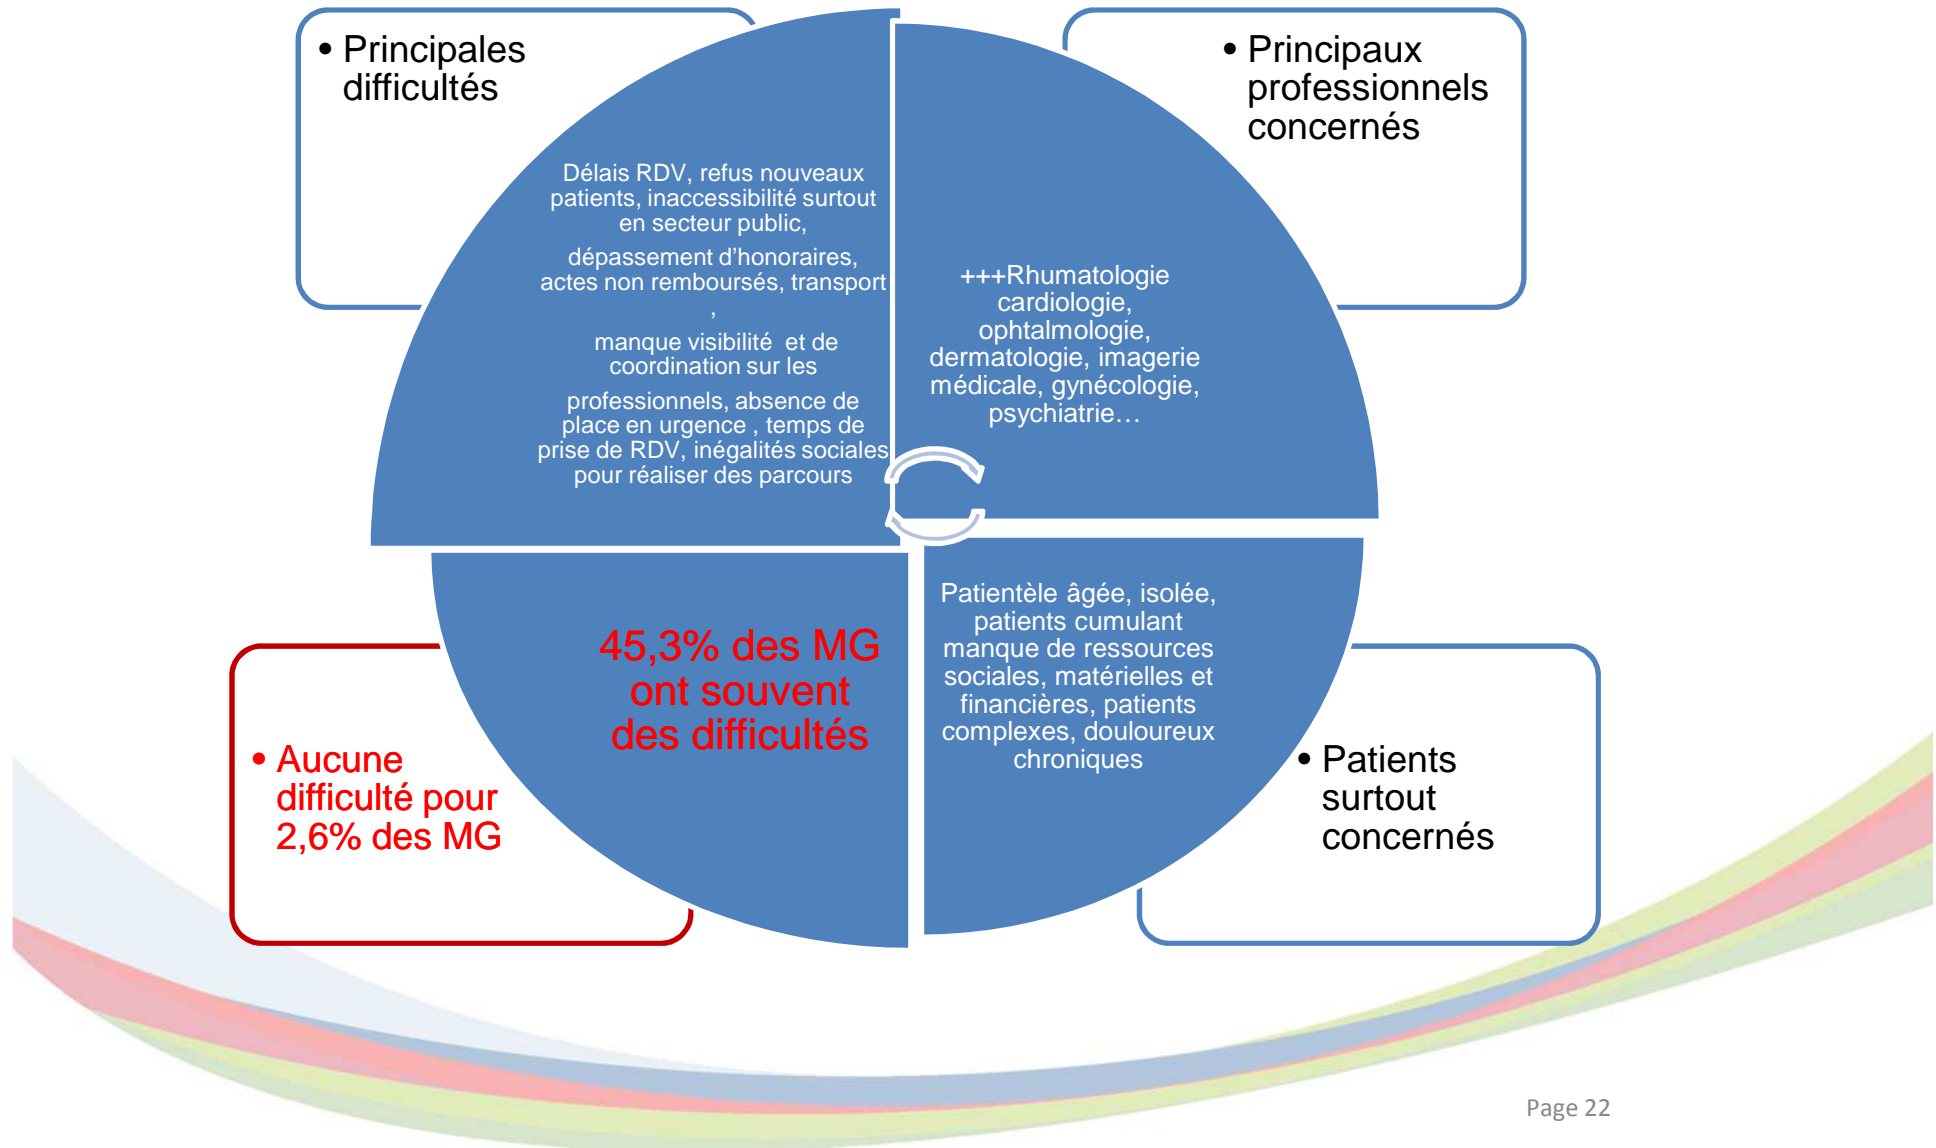 • Principales
difficultés
Délais RDV, refus nouveaux
patients, inaccessibilité surtout
en secteur public,
dépassement d’honoraires,
actes non remboursés, transport
,
manque visibilité  et de
coordination sur les
professionnels, absence de
place en urgence , temps de
prise de RDV, inégalités sociales
pour réaliser des parcours
• Principaux
professionnels
concernés
+++Rhumatologie
cardiologie,
ophtalmologie,
dermatologie, imagerie
médicale, gynécologie,
psychiatrie…
• Aucune
difficulté pour
2,6% des MG
45,3% des MG
ont souvent
des difficultés
Patientèle âgée, isolée,
patients cumulant
manque de ressources
sociales, matérielles et
financières, patients
complexes, douloureux
chroniques
• Patients
surtout
concernés
Page 22